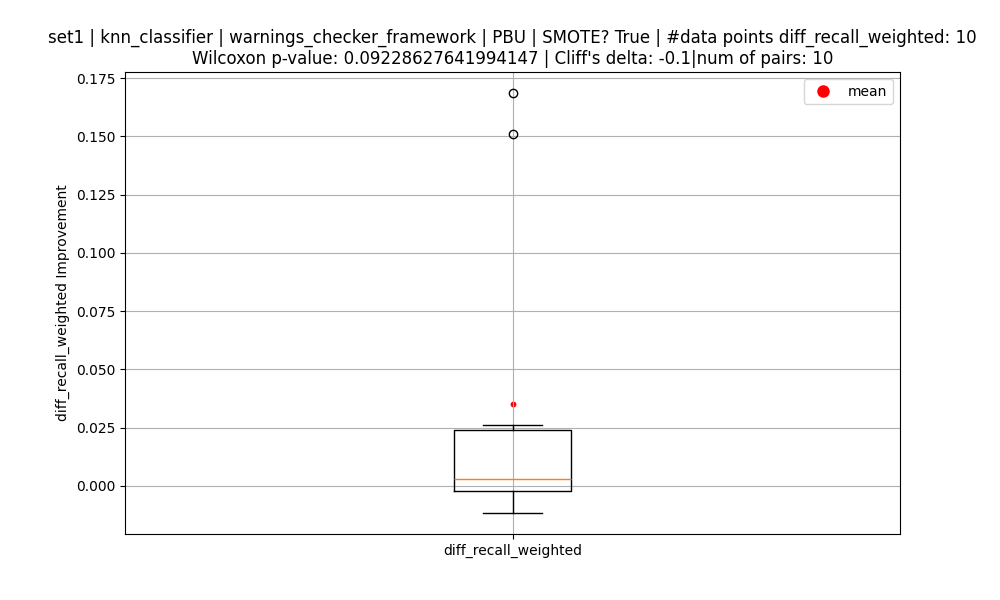 set1 | knn_classifier | warnings_checker_framework | PBU | SMOTE? True | #data points diff_recall_weighted: 10
Wilcoxon p-value: 0.09228627641994147 | Cliff's delta: -0.1|num of pairs: 10
mean
0.175
0.150
0.125
0.100
0.075
0.050
0.025
0.000
diff_recall_weighted Improvement
diff_recall_weighted